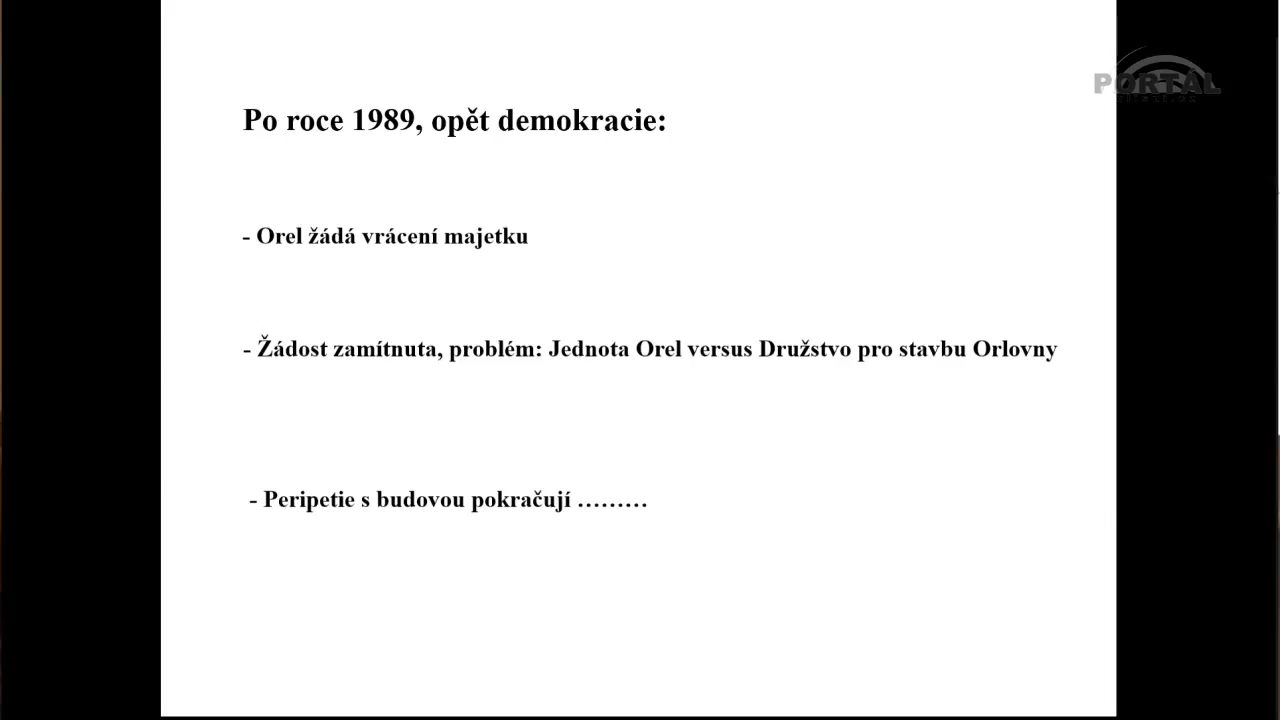 PORTÁL
Po roce 1989, opět demokracie:
- Orel žádá vrácení majetku
- Žádost zamítnuta, problém: Jednota Orel versus Družstvo pro stavbu Orlovny
- Peripetie s budovou pokračují .........